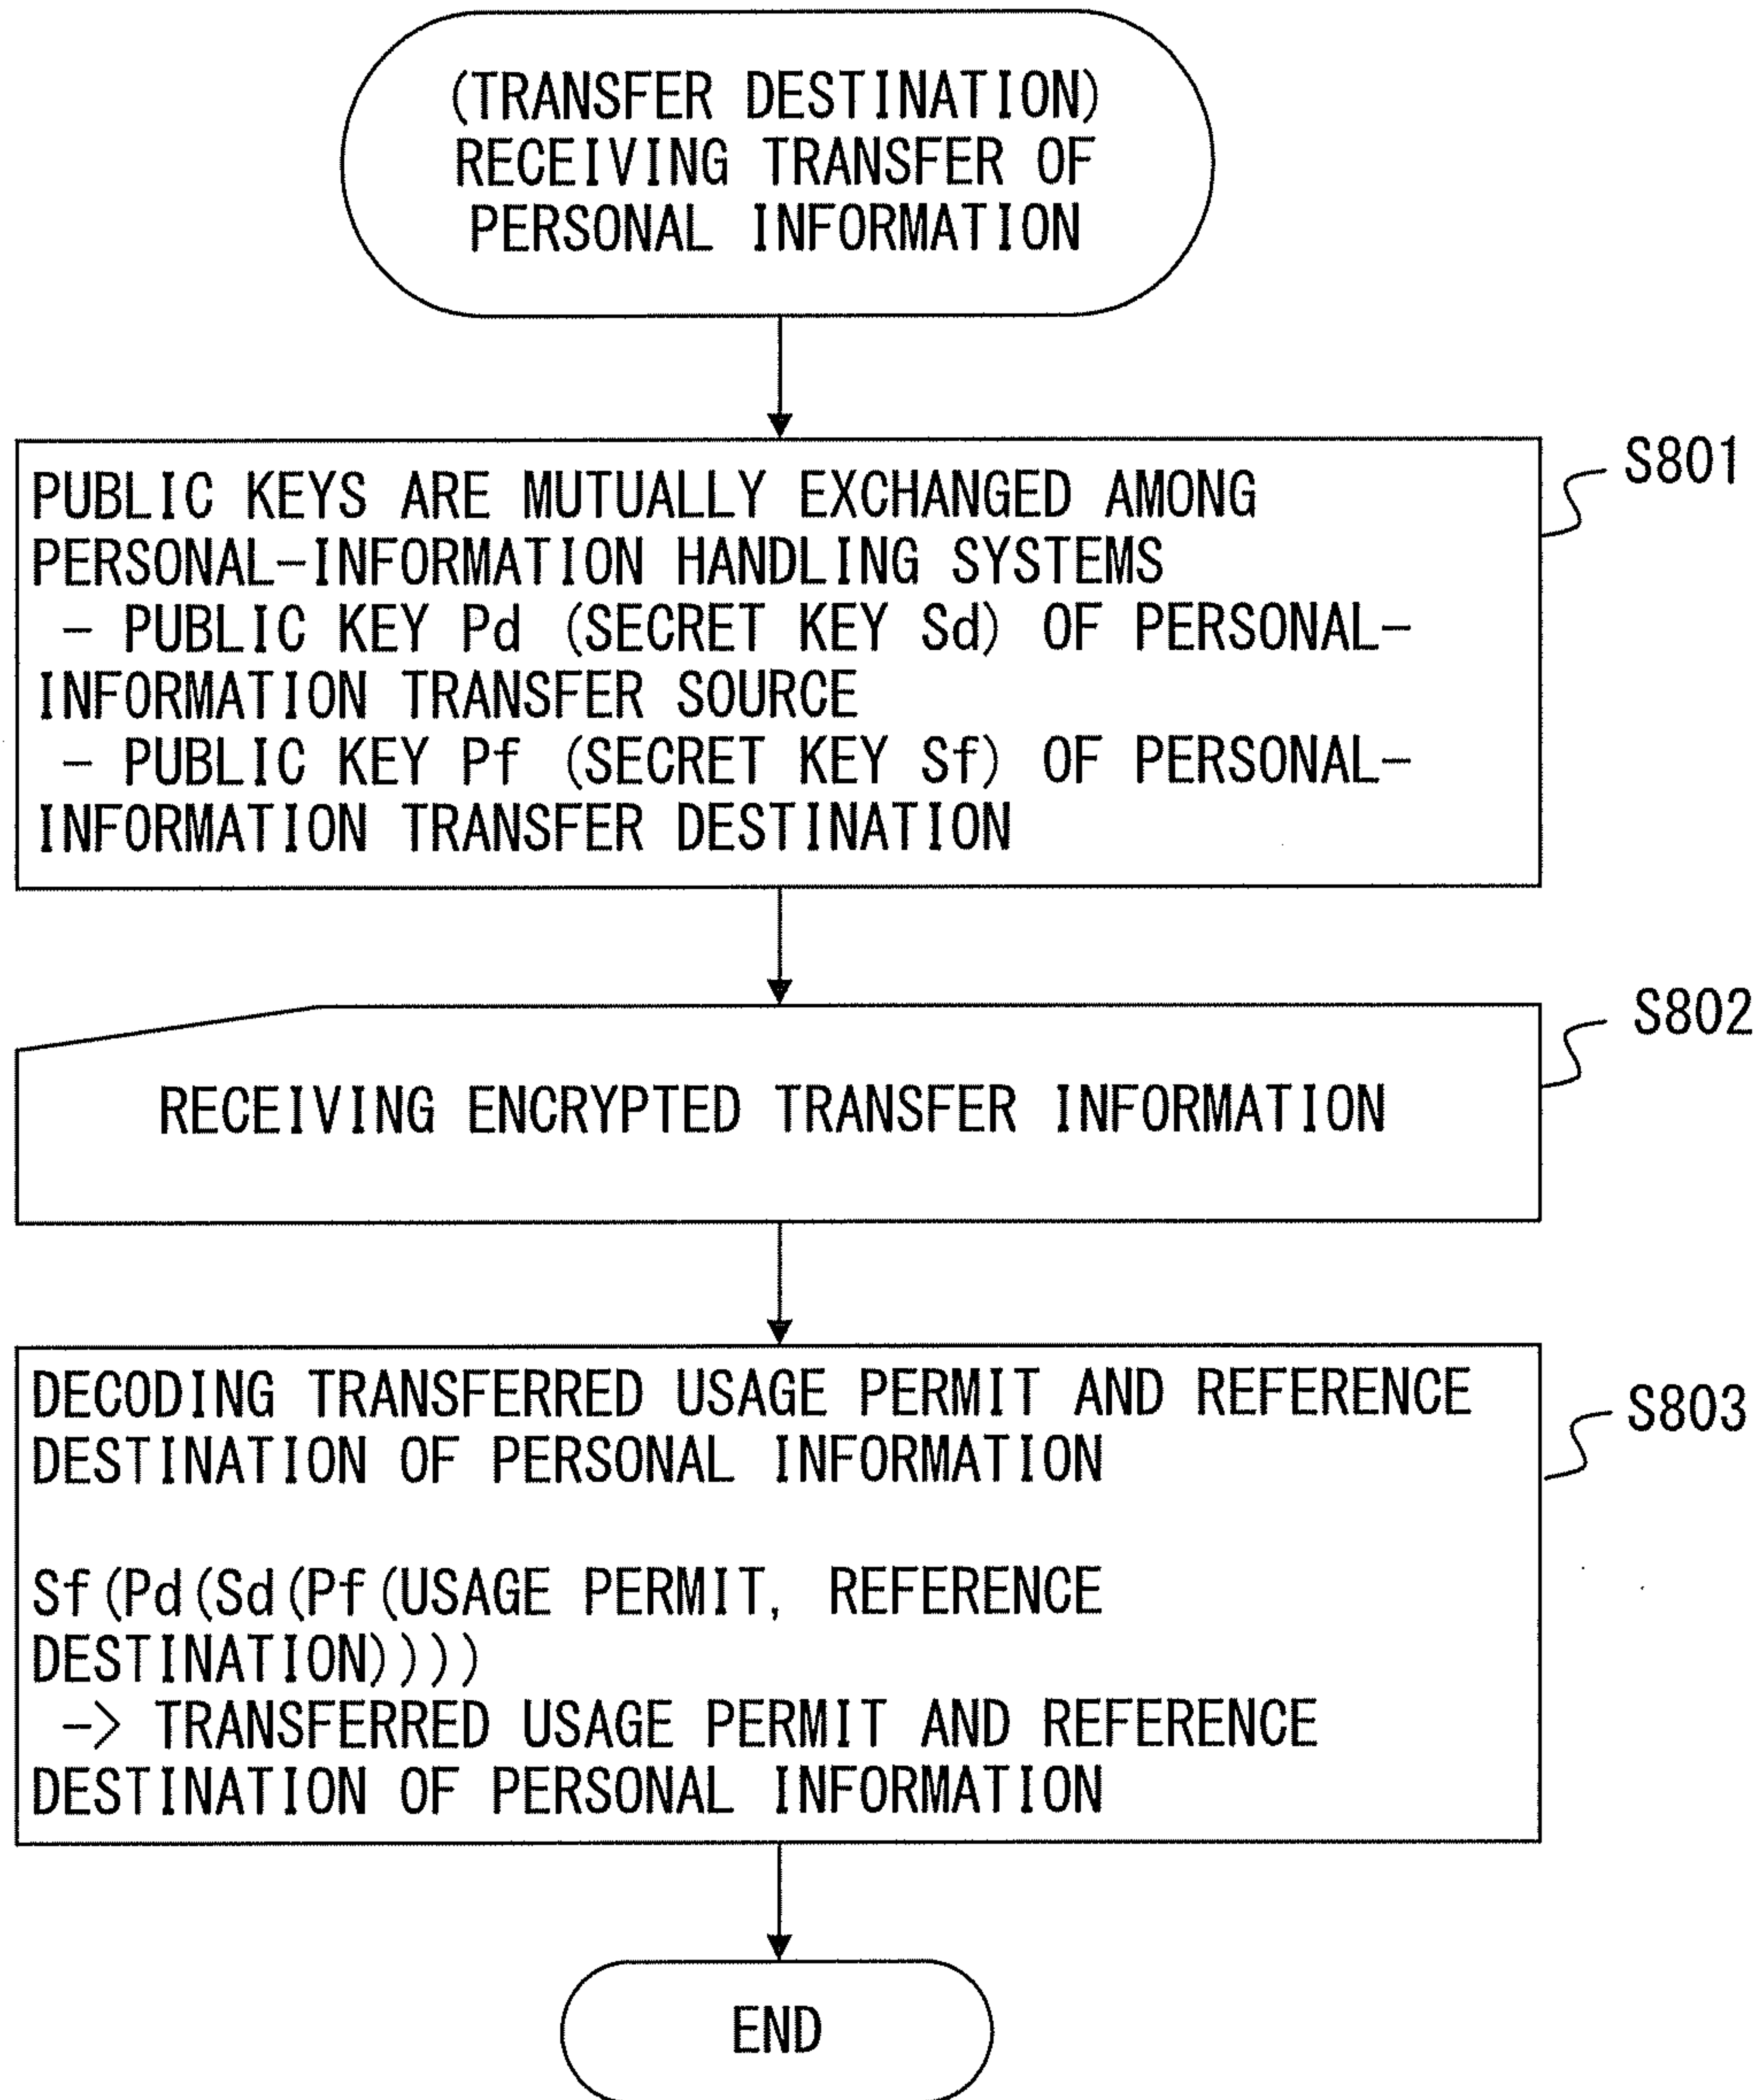 (TRANSFER DESTINATION)
RECEIVING TRANSFER OF
PERSONAL INFORMATION
PUBLIC KEYS ARE MUTUALLY EXCHANGED AMONG
PERSONAL-INFORMATION HANDLING SYSTEMS
- PUBLIC KEY Pd (SECRET KEY Sd) OF PERSONAL-
INFORMATION TRANSFER SOURCE
- PUBLIC KEY Pf (SECRET KEY Sf) OF PERSONAL-
INFORMATION TRANSFER DESTINATION
S801
RECEIVING ENCRYPTED TRANSFER INFORMATION
S802
DECODING TRANSFERRED USAGE PERMIT AND REFERENCE
DESTINATION OF PERSONAL INFORMATION
Sf(Pd(Sd(Pf(USAGE PERMIT, REFERENCE
DESTINATION))))
-> TRANSFERRED USAGE PERMIT AND REFERENCE
DESTINATION OF PERSONAL INFORMATION
S803
END